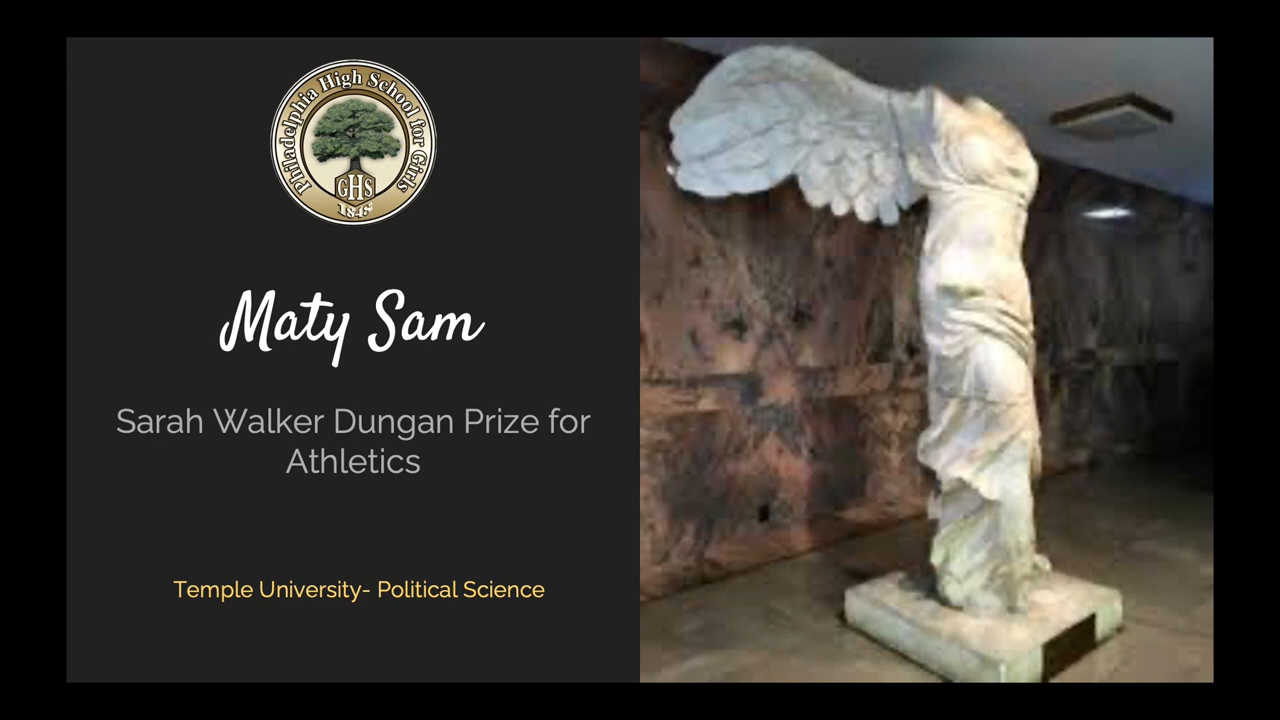 Philadelphia High School for Girls
GHS
1848
Maty Sam
Sarah Walker Dungan Prize for
Athletics
Temple University- Political Science